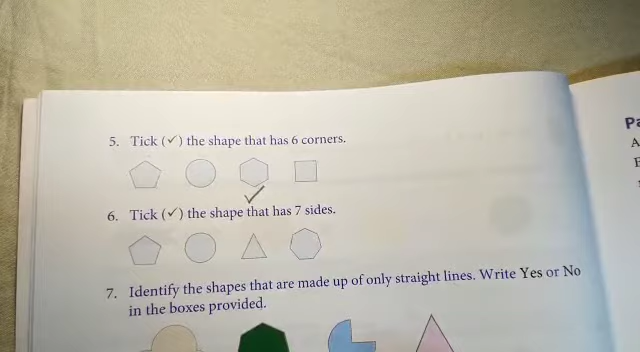 5. Tick (✓) the shape that has 6 corners.
6. Tick (✓) the shape that has 7 sides.
7. Identify the shapes that are made up of only straight lines. Write Yes or No
in the boxes provided.